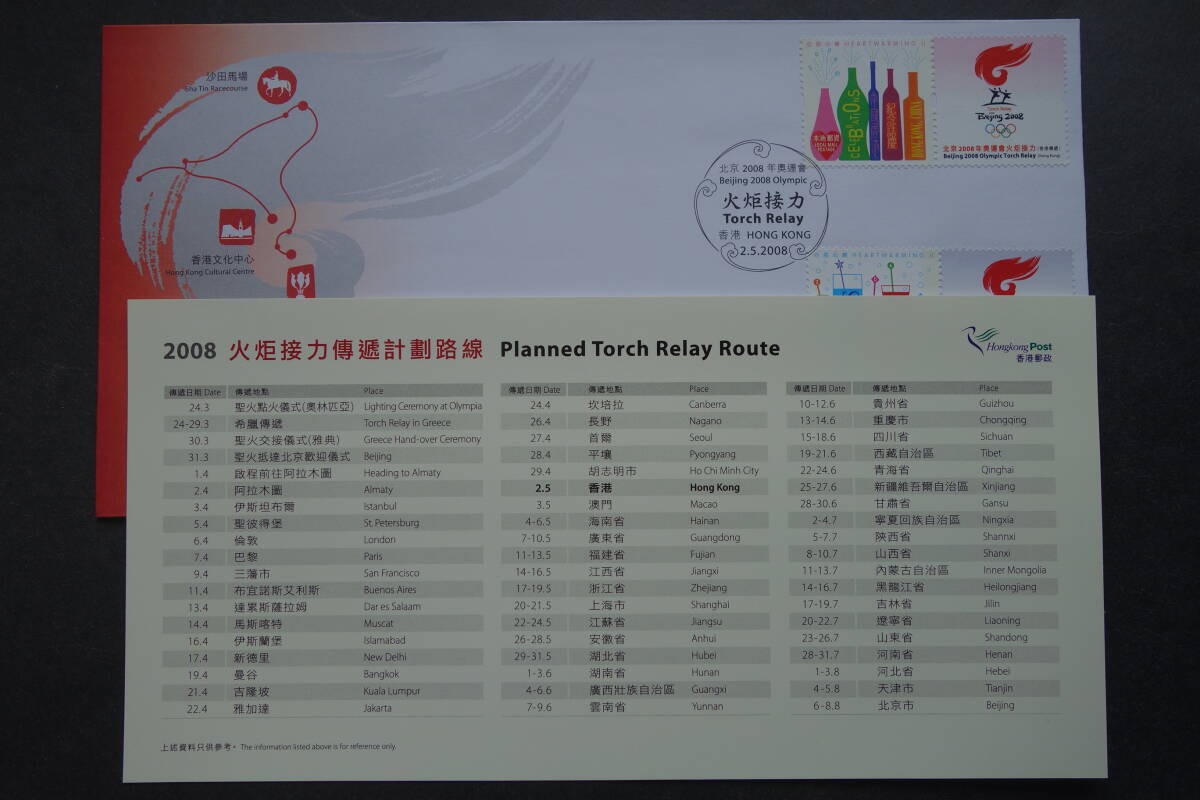 沙田馬場
Sha Tin Racecourse
香港文化中心
Hong Kong Cultural Centre
北京 2008 年奧運會
Beijing 2008 Olympic
火炬接力
Torch Relay
香港 HONG KONG
2.5.2008
HEARTWARMING
本地郵資
LOCAL MAIL POSTAGE
CELEBRATIONS
紀念·誌慶
HONG KONG, CHINA
Torch Relay
Beijing 2008
北京2008年奧運會火炬接力 (香港傳遞)
Beijing 2008 Olympic Torch Relay (Hong Kong)
HEARTWARMING
2008 火炬接力傳遞計劃路線 Planned Torch Relay Route
Hongkong Post
香港郵政
傳遞日期 Date 傳遞地點 Place
24.3 聖火點火儀式(奧林匹亞) Lighting Ceremony at Olympia
24-29.3 希臘傳遞 Torch Relay in Greece
30.3 聖火交接儀式(雅典) Greece Hand-over Ceremony
31.3 聖火抵達北京歡迎儀式 Beijing
1.4 啟程前往阿拉木圖 Heading to Almaty
2.4 阿拉木圖 Almaty
3.4 伊斯坦布爾 Istanbul
5.4 聖彼得堡 St. Petersburg
6.4 倫敦 London
7.4 巴黎 Paris
9.4 三藩市 San Francisco
11.4 布宜諾斯艾利斯 Buenos Aires
13.4 達累斯薩拉姆 Dar es Salaam
14.4 馬斯喀特 Muscat
16.4 伊斯蘭堡 Islamabad
17.4 新德里 New Delhi
19.4 曼谷 Bangkok
21.4 吉隆坡 Kuala Lumpur
22.4 雅加達 Jakarta
傳遞日期 Date 傳遞地點 Place
24.4 坎培拉 Canberra
26.4 長野 Nagano
27.4 首爾 Seoul
28.4 平壤 Pyongyang
29.4 胡志明市 Ho Chi Minh City
2.5 香港 Hong Kong
3.5 澳門 Macao
4-6.5 海南省 Hainan
7-10.5 廣東省 Guangdong
11-13.5 福建省 Fujian
14-16.5 江西省 Jiangxi
17-19.5 浙江省 Zhejiang
20-21.5 上海市 Shanghai
22-24.5 江蘇省 Jiangsu
26-28.5 安徽省 Anhui
29-31.5 湖北省 Hubei
1-3.6 湖南省 Hunan
4-6.6 廣西壯族自治區 Guangxi
7-9.6 雲南省 Yunnan
傳遞日期 Date 傳遞地點 Place
10-12.6 貴州省 Guizhou
13-14.6 重慶市 Chongqing
15-18.6 四川省 Sichuan
19-21.6 西藏自治區 Tibet
22-24.6 青海省 Qinghai
25-27.6 新疆維吾爾自治區 Xinjiang
28-30.6 甘肅省 Gansu
2-4.7 寧夏回族自治區 Ningxia
5-7.7 陝西省 Shannxi
8-10.7 山西省 Shanxi
11-13.7 內蒙古自治區 Inner Mongolia
14-16.7 黑龍江省 Heilongjiang
17-19.7 吉林省 Jilin
20-22.7 遼寧省 Liaoning
23-26.7 山東省 Shandong
28-31.7 河南省 Henan
1-3.8 河北省 Hebei
4-5.8 天津市 Tianjin
6-8.8 北京市 Beijing
上述資料只供參考。 The information listed above is for reference only.